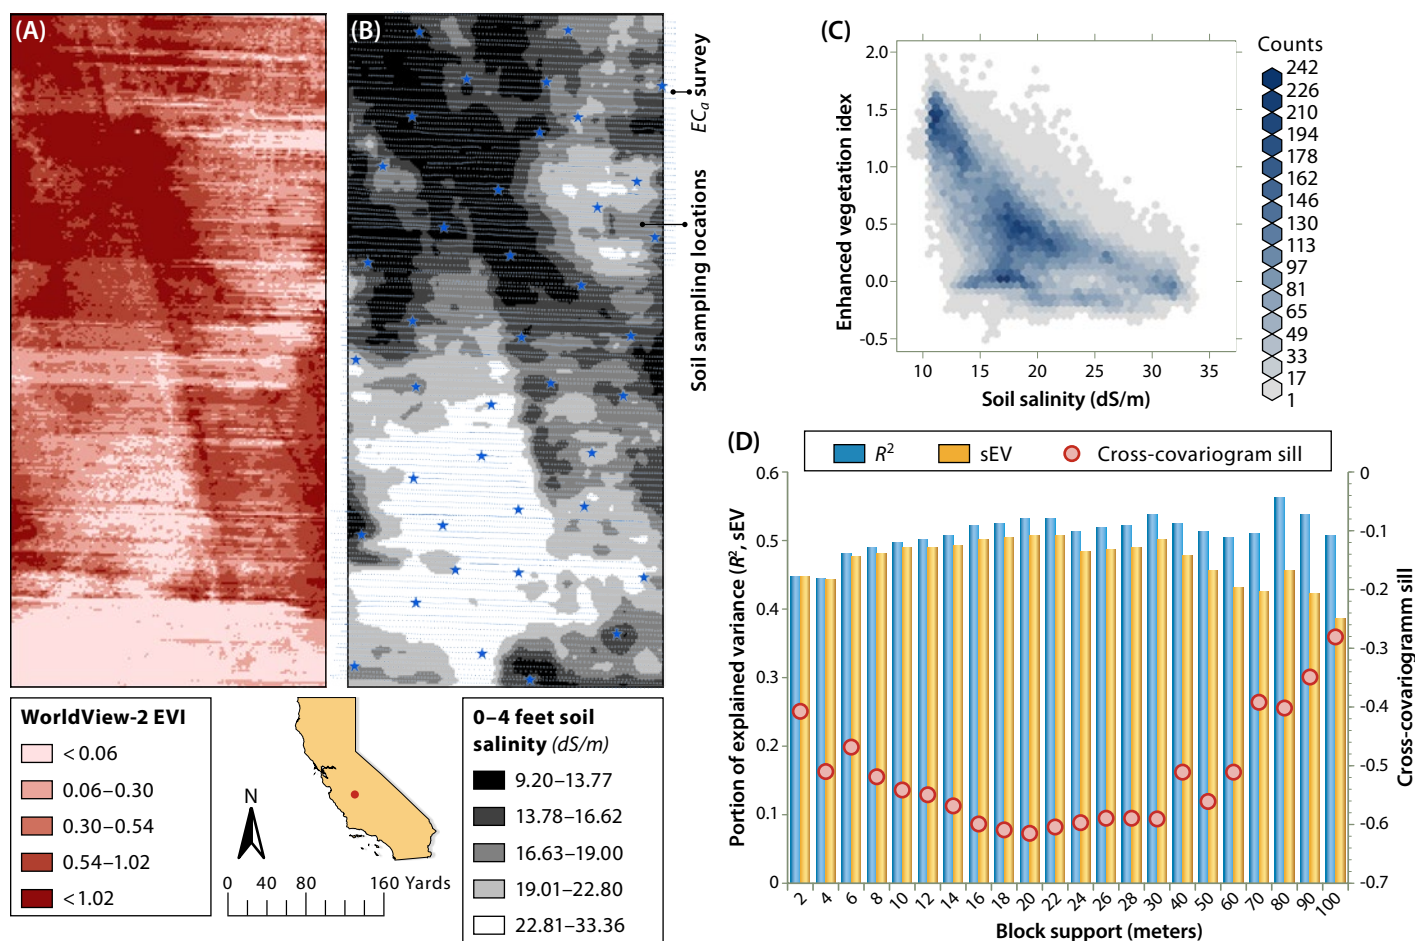 (A)
(B)
ECa survey
Soil sampling locations
WorldView-2 EVI
< 0.06
0.06–0.30
0.30–0.54
0.54–1.02
< 1.02
N
0 40 80 160 Yards
0–4 feet soil
salinity (dS/m)
9.20–13.77
13.78–16.62
16.63–19.00
19.01–22.80
22.81–33.36
(C)
Enhanced vegetation idex
2.0
1.5
1.0
0.5
0.0
-0.5
10 15 20 25 30 35
Soil salinity (dS/m)
Counts
242
226
210
194
178
162
146
130
113
97
81
65
49
33
17
1
(D)
R2 sEV Cross-covariogram sill
Portion of explained variance (R2, sEV)
0.6
0.5
0.4
0.3
0.2
0.1
0
0
-0.1
-0.2
-0.3
-0.4
-0.5
-0.6
-0.7
Cross-covariogramm sill
2 4 6 8 10 12 14 16 18 20 22 24 26 28 30 40 50 60 70 80 90 100
Block support (meters)